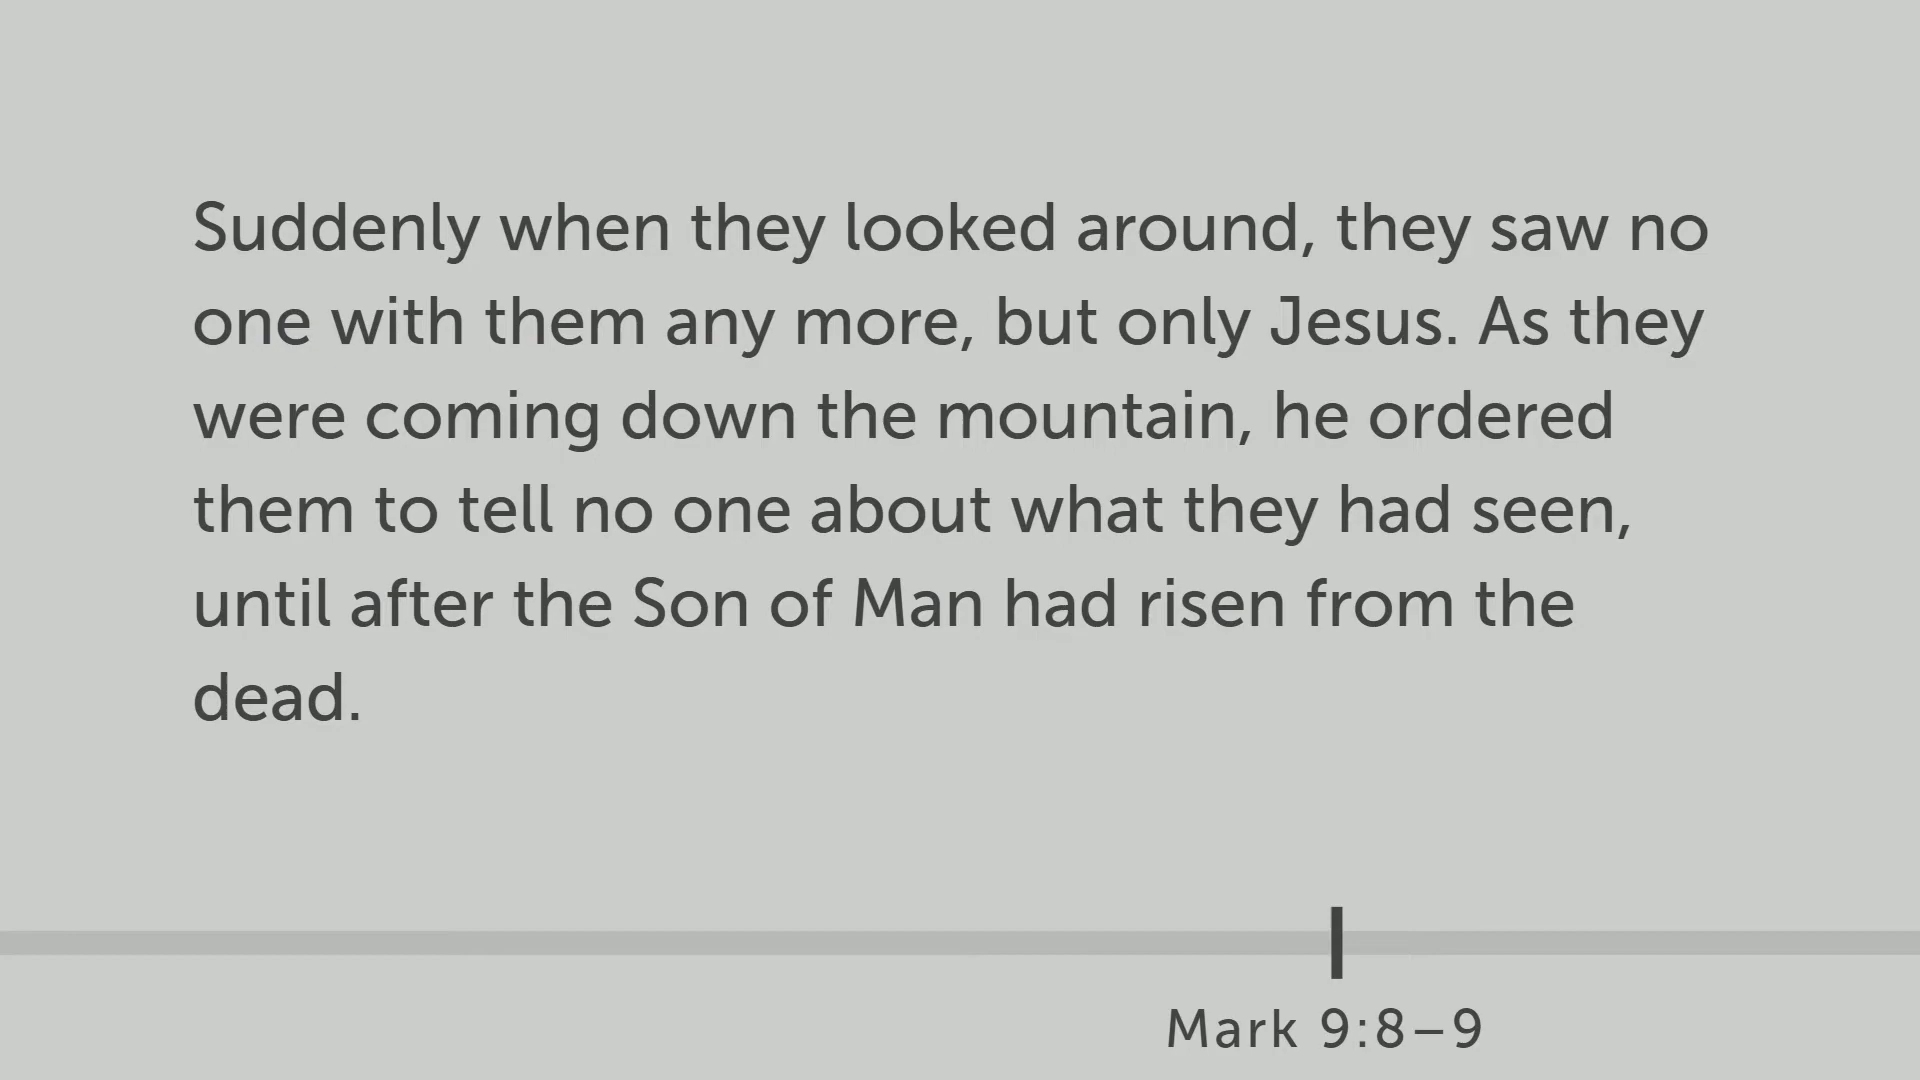 Suddenly when they looked around, they saw no
one with them any more, but only Jesus. As they
were coming down the mountain, he ordered
them to tell no one about what they had seen,
until after the Son of Man had risen from the
dead.
Mark 9:8–9